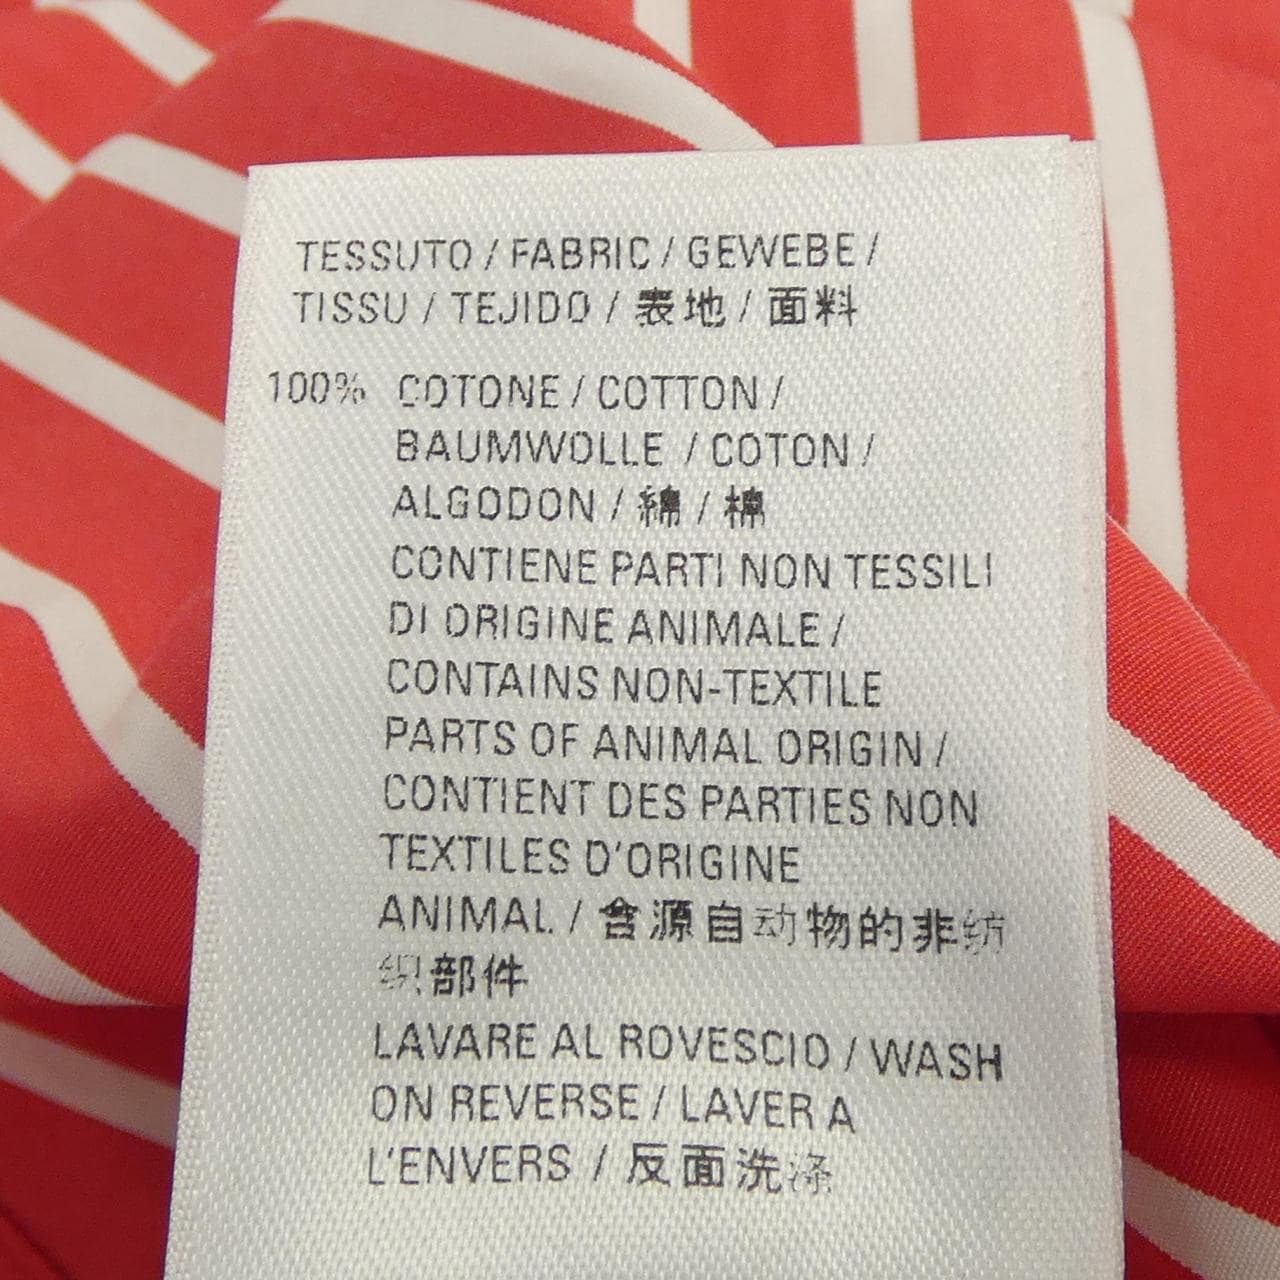 TESSUTO / FABRIC / GEWEBE /
TISSU / TEJIDO / 表地 / 面料
100% COTONE / COTTON /
BAUMWOLLE / COTON /
ALGODON / 綿 / 棉
CONTIENE PARTI NON TESSILI
DI ORIGINE ANIMALE /
CONTAINS NON-TEXTILE
PARTS OF ANIMAL ORIGIN /
CONTIENT DES PARTIES NON
TEXTILES D'ORIGINE
ANIMAL / 含源自动物的非纺
织部件
LAVARE AL ROVESCIO / WASH
ON REVERSE / LAVER A
L'ENVERS / 反面洗涤